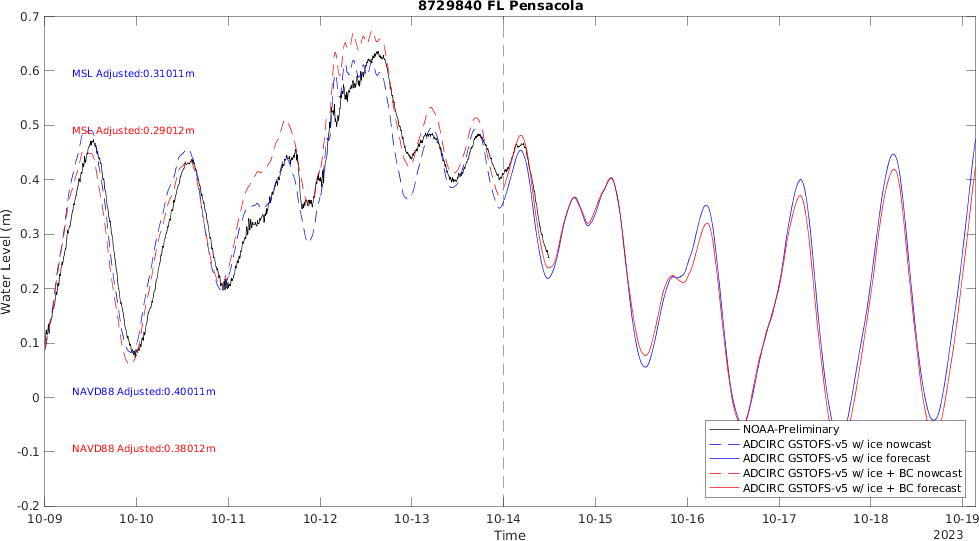 8729840 FL Pensacola
0.7
0.6
0.5
0.4
0.3
0.2
0.1
0
-0.1
-0.2
Water Level (m)
MSL Adjusted:0.31011m
MSL Adjusted:0.29012m
NAVD88 Adjusted:0.40011m
NAVD88 Adjusted:0.38012m
NOAA-Preliminary
ADCIRC GSTOFS-v5 w/ ice nowcast
ADCIRC GSTOFS-v5 w/ ice forecast
ADCIRC GSTOFS-v5 w/ ice + BC nowcast
ADCIRC GSTOFS-v5 w/ ice + BC forecast
10-09 10-10 10-11 10-12 10-13 10-14 10-15 10-16 10-17 10-18 10-19
Time
2023